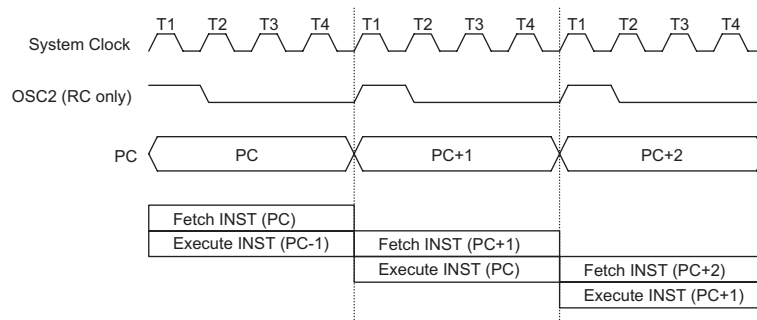 T1 T2 T3 T4 T1 T2 T3 T4 T1 T2 T3 T4
System Clock
OSC2 (RC only)
PC PC PC+1 PC+2
Fetch INST (PC)
Execute INST (PC-1) Fetch INST (PC+1)
Execute INST (PC) Fetch INST (PC+2)
Execute INST (PC+1)